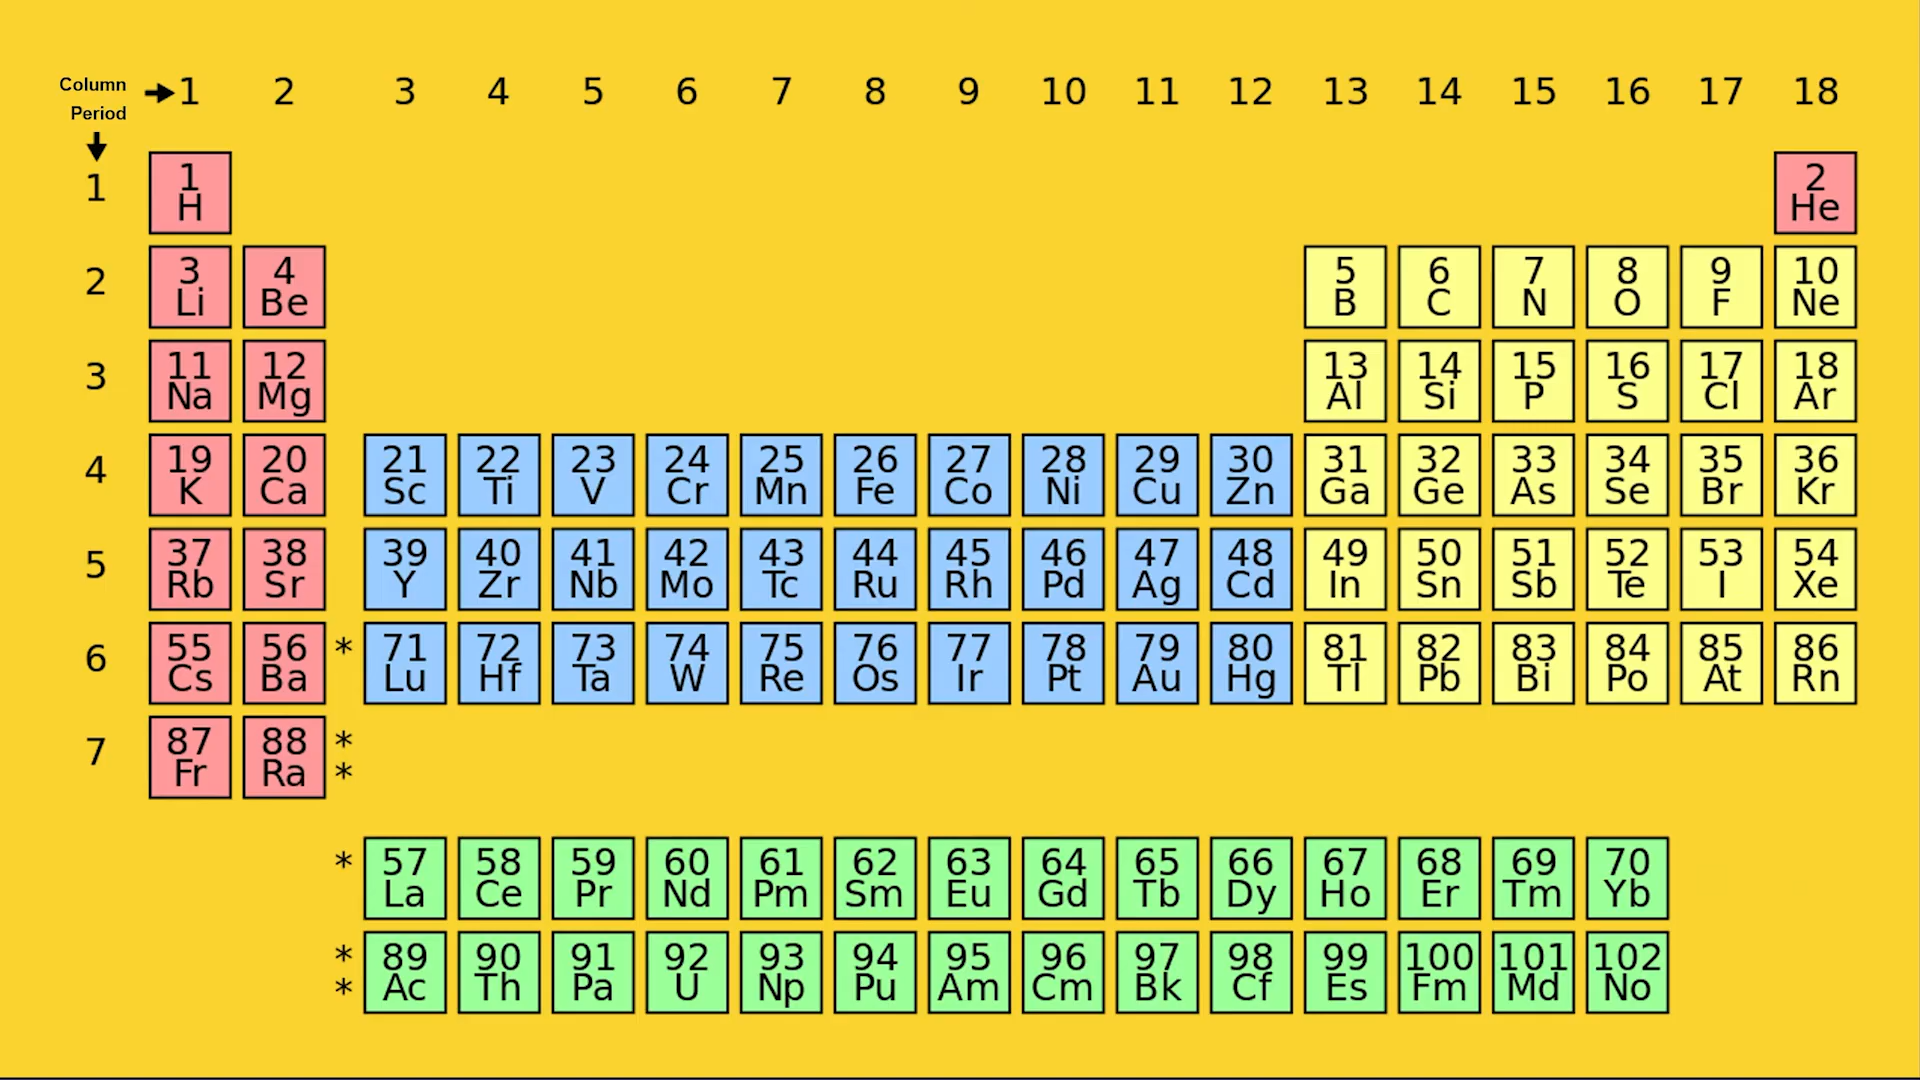 Column
Period
1 2 3 4 5 6 7 8 9 10 11 12 13 14 15 16 17 18
1
1 2
H He
2
3 4 5 6 7 8 9 10
Li Be B C N O F Ne
3
11 12 13 14 15 16 17 18
Na Mg Al Si P S Cl Ar
4
19 20 21 22 23 24 25 26 27 28 29 30 31 32 33 34 35 36
K Ca Sc Ti V Cr Mn Fe Co Ni Cu Zn Ga Ge As Se Br Kr
5
37 38 39 40 41 42 43 44 45 46 47 48 49 50 51 52 53 54
Rb Sr Y Zr Nb Mo Tc Ru Rh Pd Ag Cd In Sn Sb Te I Xe
6
55 56 * 71 72 73 74 75 76 77 78 79 80 81 82 83 84 85 86
Cs Ba Lu Hf Ta W Re Os Ir Pt Au Hg Tl Pb Bi Po At Rn
7
87 88 *
Fr Ra *
* 57 58 59 60 61 62 63 64 65 66 67 68 69 70
La Ce Pr Nd Pm Sm Eu Gd Tb Dy Ho Er Tm Yb
* 89 90 91 92 93 94 95 96 97 98 99 100 101 102
* Ac Th Pa U Np Pu Am Cm Bk Cf Es Fm Md No